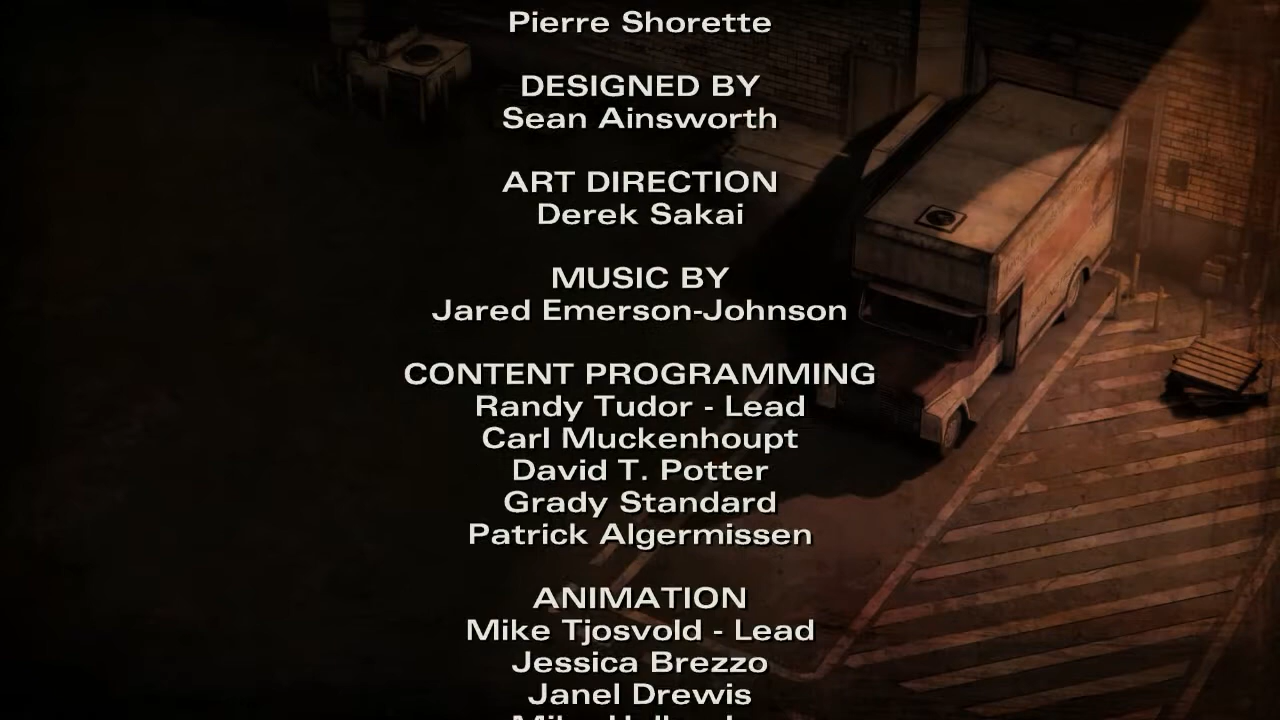 Pierre Shorette
DESIGNED BY
Sean Ainsworth
ART DIRECTION
Derek Sakai
MUSIC BY
Jared Emerson-Johnson
CONTENT PROGRAMMING
Randy Tudor - Lead
Carl Muckenhoupt
David T. Potter
Grady Standard
Patrick Algermissen
ANIMATION
Mike Tjosvold - Lead
Jessica Brezzo
Janel Drewis